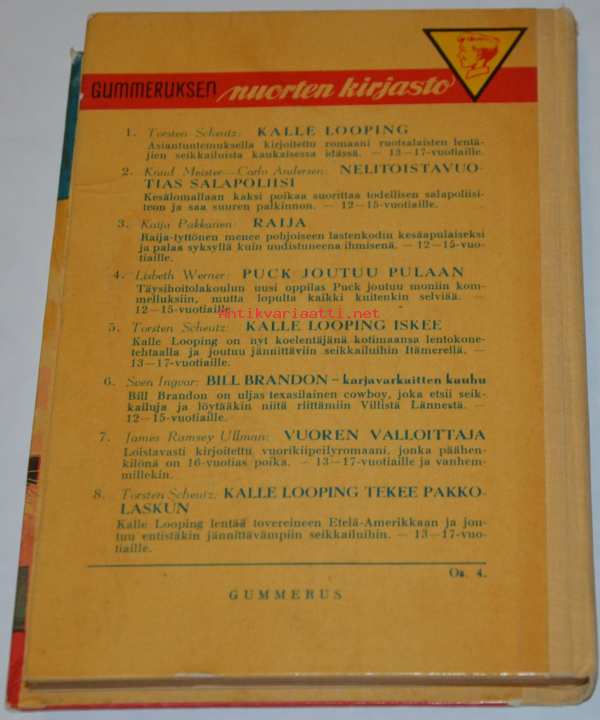 GUMMERUKSEN nuorten kirjasto
1. Torsten Scheutz: KALLE LOOPING
Asiantuntemuksella kirjoitettu romaani ruotsalaisten lentä-
jien seikkailuista kaukaisessa idässä. — 13—17-vuotiaille.
2. Knud Meister—Carlo Andersen: NELITOISTAVUO-
TIAS SALAPOLIISI
Kesälomallaan kaksi poikaa suorittaa todellisen salapoliisi-
teon ja saa suuren palkinnon. — 12—15-vuotiaille.
3. Kaija Pakkanen: RAIJA
Raija-tyttönen menee pohjoiseen lastenkodin kesäapulaiseksi
ja palaa syksyllä kuin uudistuneena ihmisenä. — 12—15-vuo-
tiaille.
4. Lisbeth Werner: PUCK JOUTUU PULAAN
Täysihoitolakoulun uusi oppilas Puck joutuu moniin kom-
melluksiin, mutta lopulta kaikki kuitenkin selviää. —
12—15-vuotiaille.
Antikvariaatti.net
5. Torsten Scheutz: KALLE LOOPING ISKEE
Kalle Looping on nyt koelentäjänä kotimaansa lentokone-
tehtaalla ja joutuu jännittäviin seikkailuihin Itämerellä. —
13—17-vuotiaille.
6. Sven Ingvar: BILL BRANDON – karjavarkaitten kauhu
Bill Brandon on uljas texasilainen cowboy, joka etsii seik-
kailuja ja löytääkin niitä riittämiin Villistä Lännestä. —
12—15-vuotiaille.
7. James Ramsey Ullman: VUOREN VALLOITTAJA
Loistavasti kirjoitettu vuorikiipeilyromaani, jonka päähen-
kilönä on 16-vuotias poika. — 13—17-vuotiaille ja vanhem-
millekin.
8. Torsten Scheutz: KALLE LOOPING TEKEE PAKKO-
LASKUN
Kalle Looping lentää tovereineen Etelä-Amerikkaan ja jou-
tuu entistäkin jännittävämpiin seikkailuihin. — 13—17-vuo-
tiaille.
Os. 4.
GUMMERUS